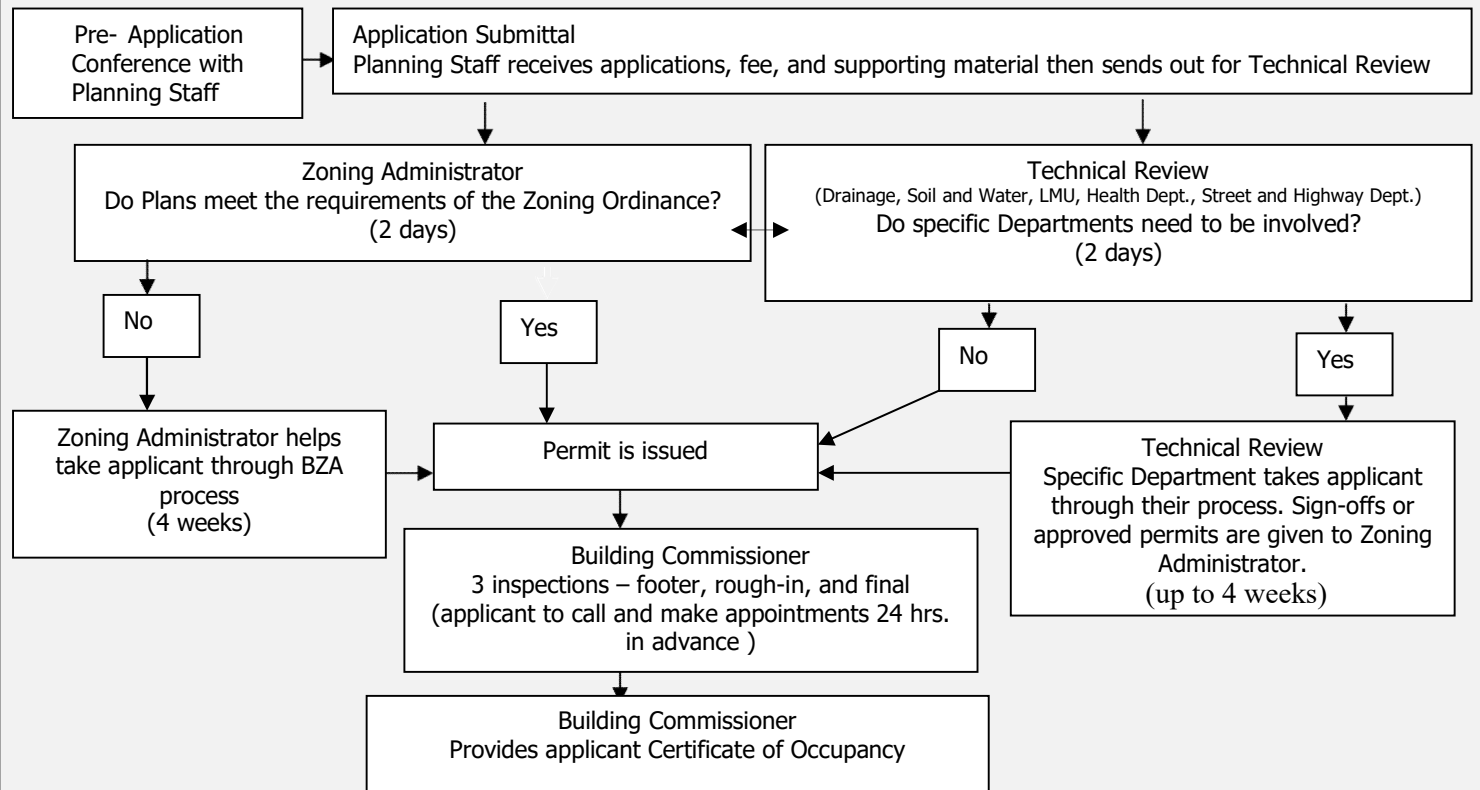 Pre- Application
Conference with
Planning Staff
Application Submittal
Planning Staff receives applications, fee, and supporting material then sends out for Technical Review
Zoning Administrator
Do Plans meet the requirements of the Zoning Ordinance?
(2 days)
Technical Review
(Drainage, Soil and Water, LMU, Health Dept., Street and Highway Dept.)
Do specific Departments need to be involved?
(2 days)
No
Yes
No
Yes
Zoning Administrator helps
take applicant through BZA
process
(4 weeks)
Permit is issued
Technical Review
Specific Department takes applicant
through their process. Sign-offs or
approved permits are given to Zoning
Administrator.
(up to 4 weeks)
Building Commissioner
3 inspections – footer, rough-in, and final
(applicant to call and make appointments 24 hrs.
in advance )
Building Commissioner
Provides applicant Certificate of Occupancy